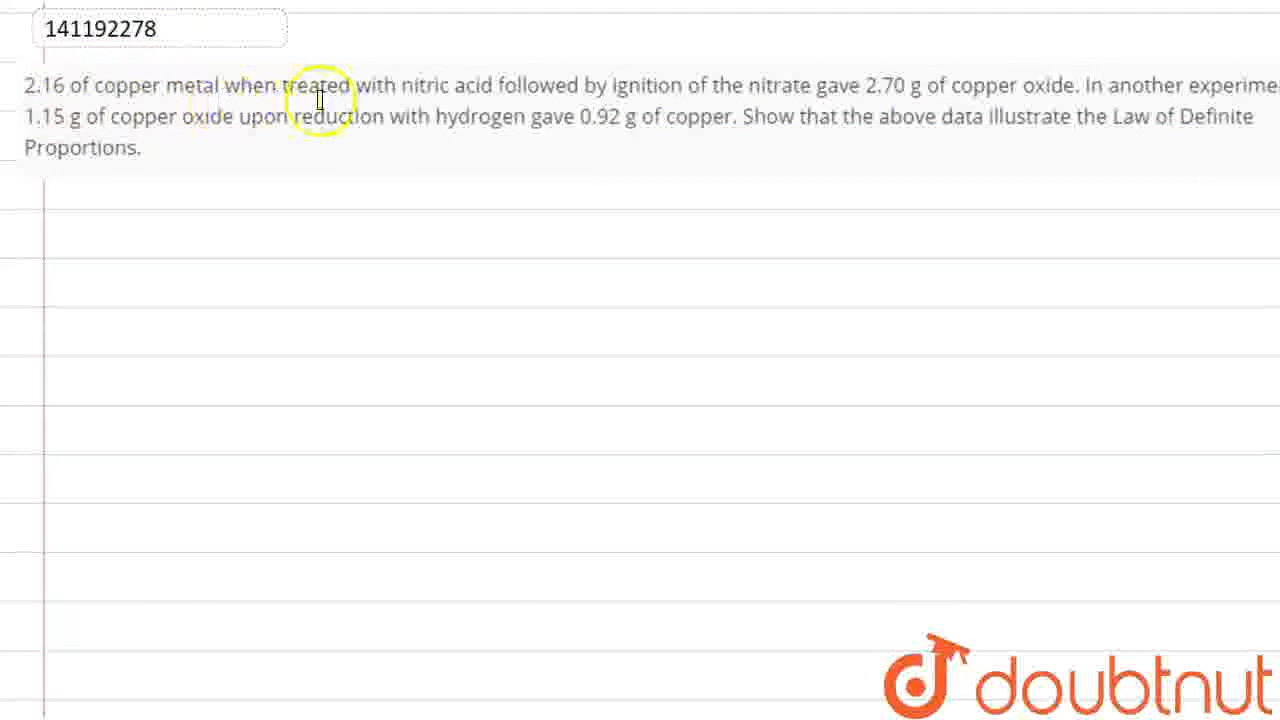 141192278
2.16 of copper metal when treated with nitric acid followed by ignition of the nitrate gave 2.70 g of copper oxide. In another experime
1.15 g of copper oxide upon reduction with hydrogen gave 0.92 g of copper. Show that the above data illustrate the Law of Definite
Proportions.
doubtnut